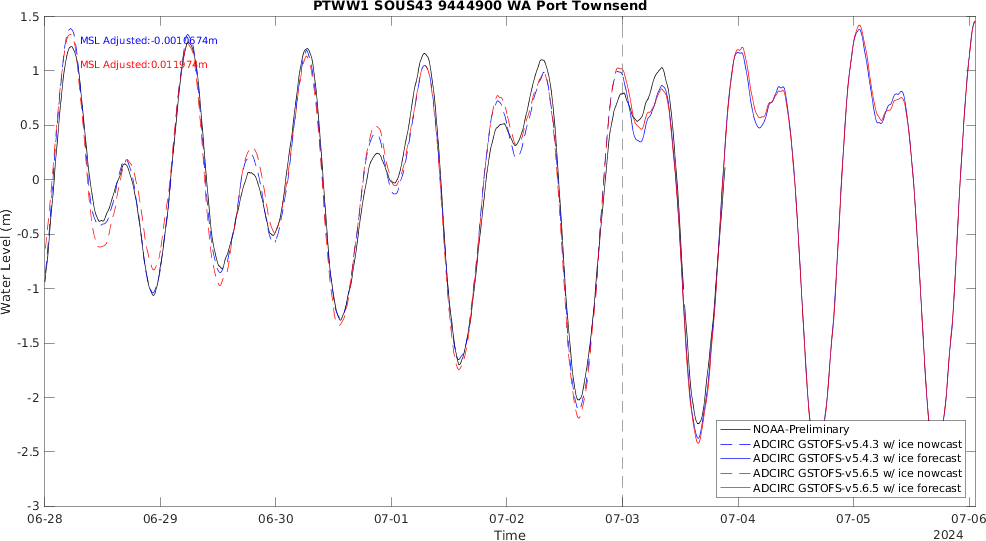 PTWW1 SOUS43 9444900 WA Port Townsend
MSL Adjusted:-0.0010674m
MSL Adjusted:0.011974m
Water Level (m)
1.5
1
0.5
0
-0.5
-1
-1.5
-2
-2.5
-3
NOAA-Preliminary
ADCIRC GSTOFS-v5.4.3 w/ ice nowcast
ADCIRC GSTOFS-v5.4.3 w/ ice forecast
ADCIRC GSTOFS-v5.6.5 w/ ice nowcast
ADCIRC GSTOFS-v5.6.5 w/ ice forecast
06-28 06-29 06-30 07-01 07-02 07-03 07-04 07-05 07-06
Time
2024